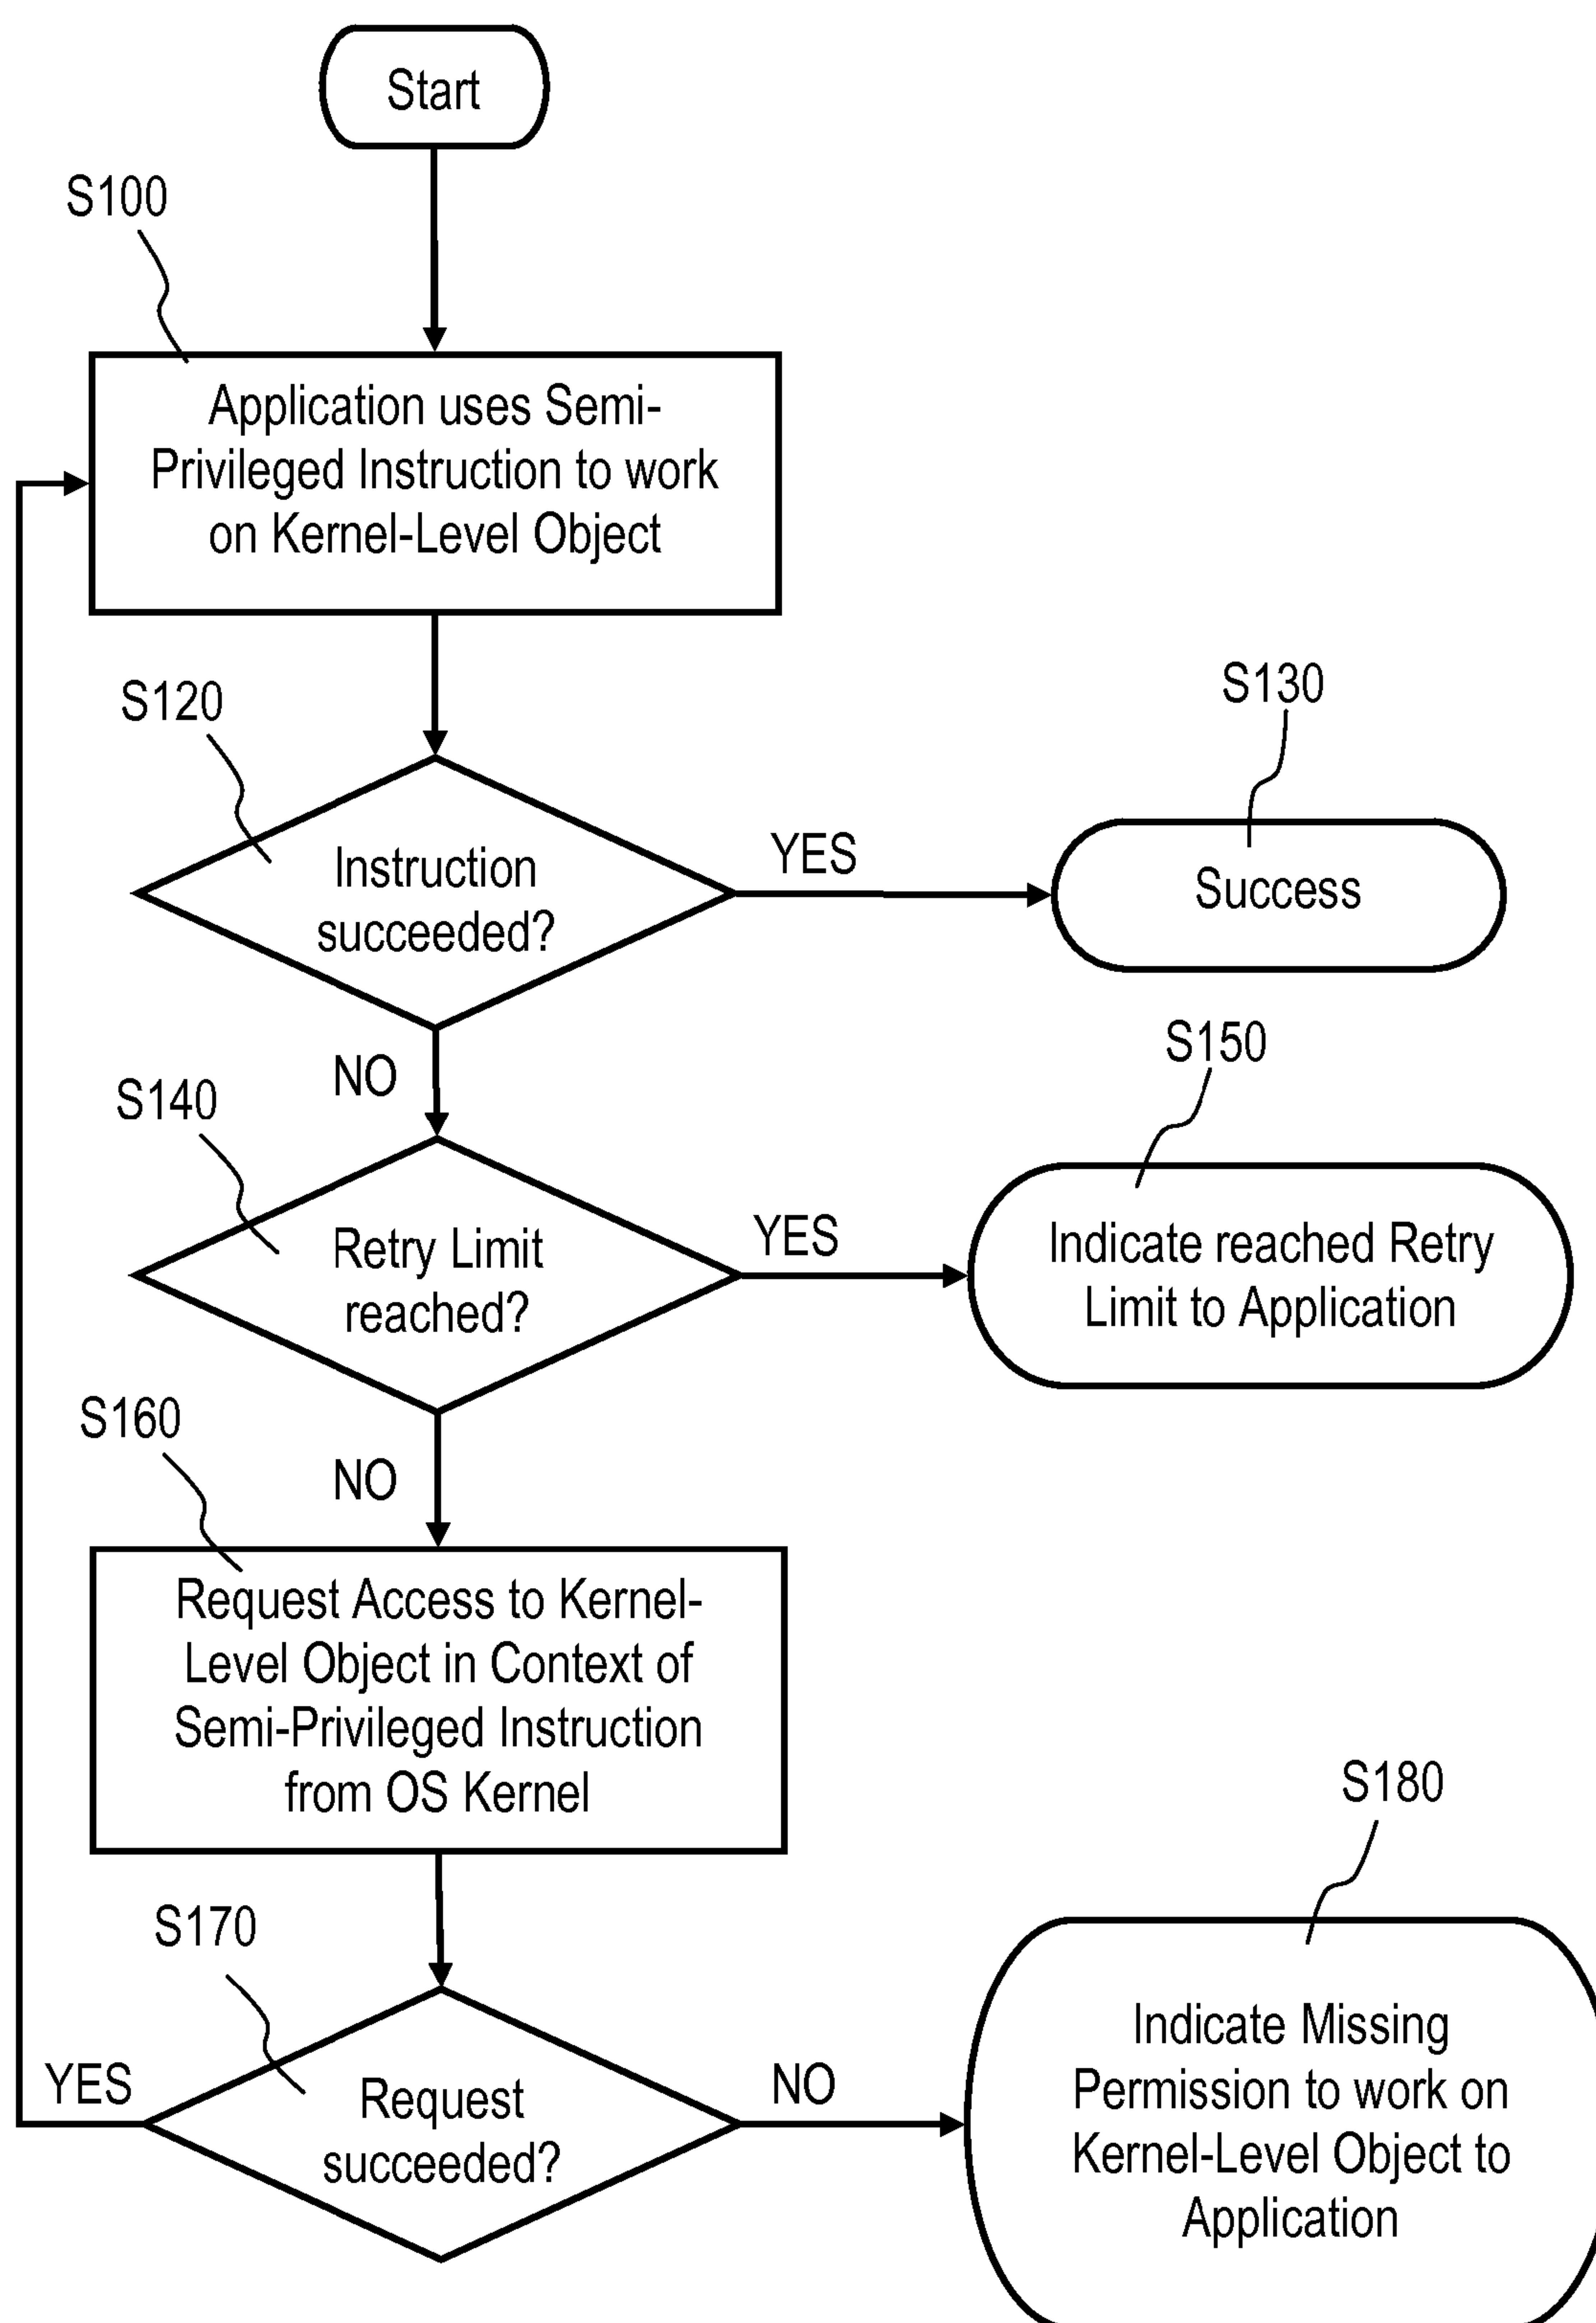 Start
S100
Application uses Semi-
Privileged Instruction to work
on Kernel-Level Object
S120
Instruction
succeeded?
YES
S130
Success
NO
S140
Retry Limit
reached?
YES
S150
Indicate reached Retry
Limit to Application
NO
S160
Request Access to Kernel-
Level Object in Context of
Semi-Privileged Instruction
from OS Kernel
S170
Request
succeeded?
YES
NO
S180
Indicate Missing
Permission to work on
Kernel-Level Object to
Application